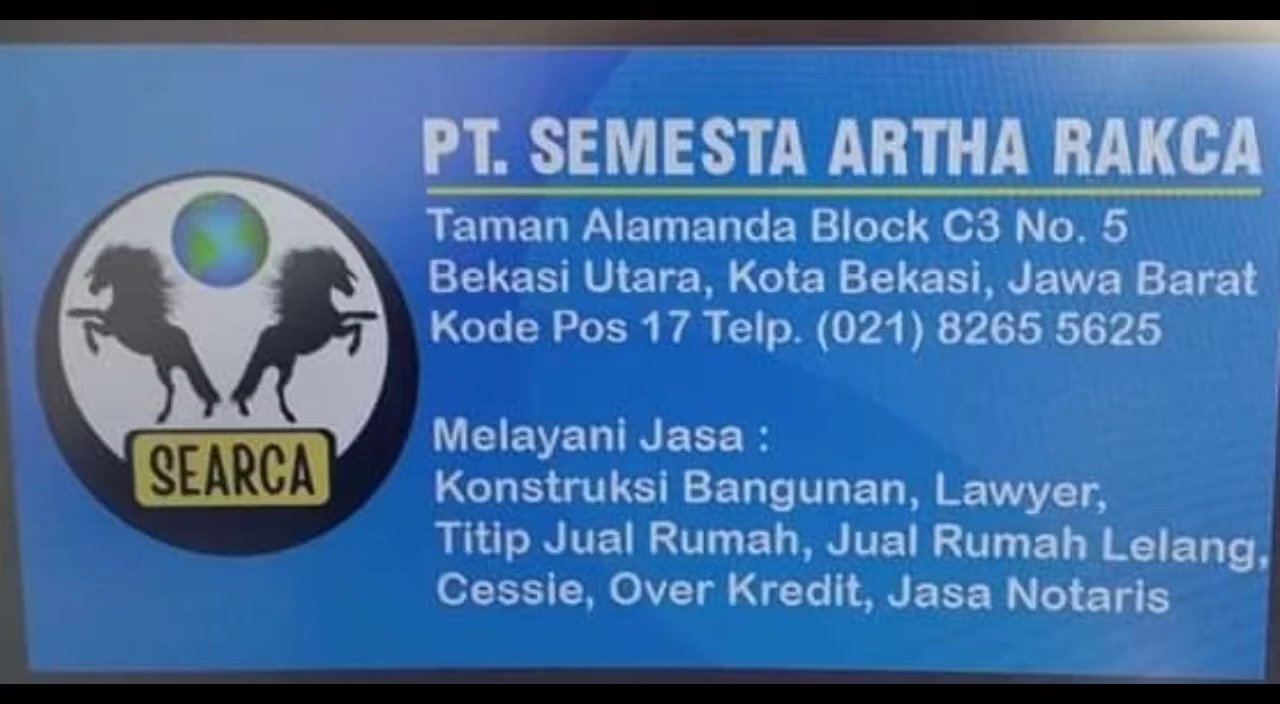 PT. SEMESTA ARTHA RAKCA
Taman Alamanda Block C3 No. 5
Bekasi Utara, Kota Bekasi, Jawa Barat
Kode Pos 17 Telp. (021) 8265 5625
Melayani Jasa :
Konstruksi Bangunan, Lawyer,
Titip Jual Rumah, Jual Rumah Lelang,
Cessie, Over Kredit, Jasa Notaris
SEARCA